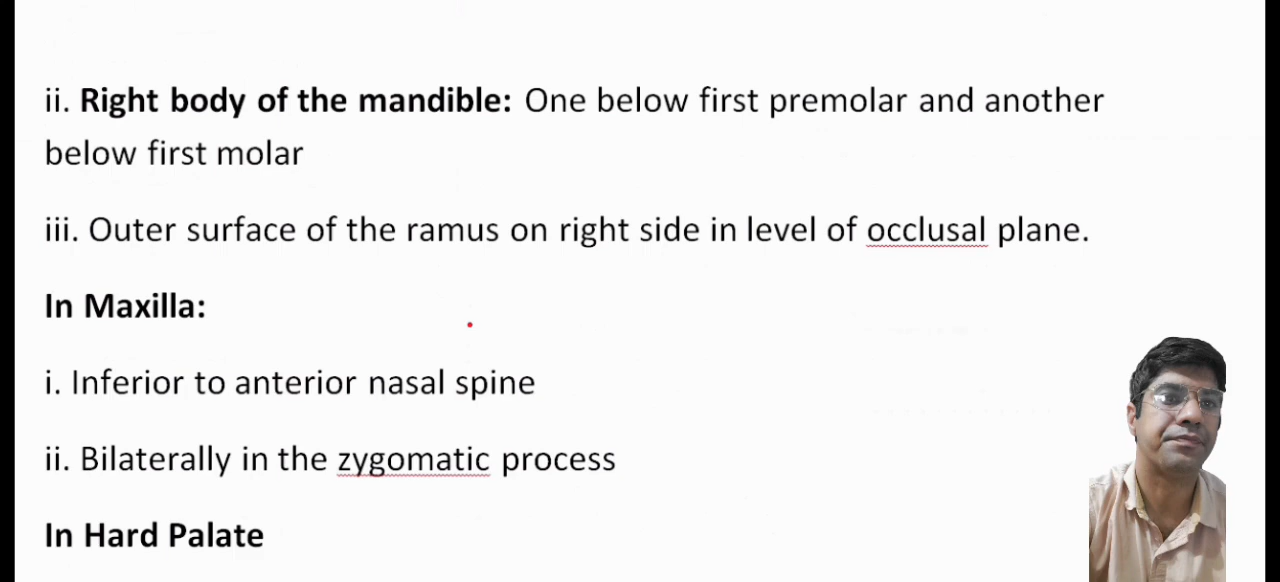 ii. Right body of the mandible: One below first premolar and another
below first molar
iii. Outer surface of the ramus on right side in level of occlusal plane.
In Maxilla:
i. Inferior to anterior nasal spine
ii. Bilaterally in the zygomatic process
In Hard Palate